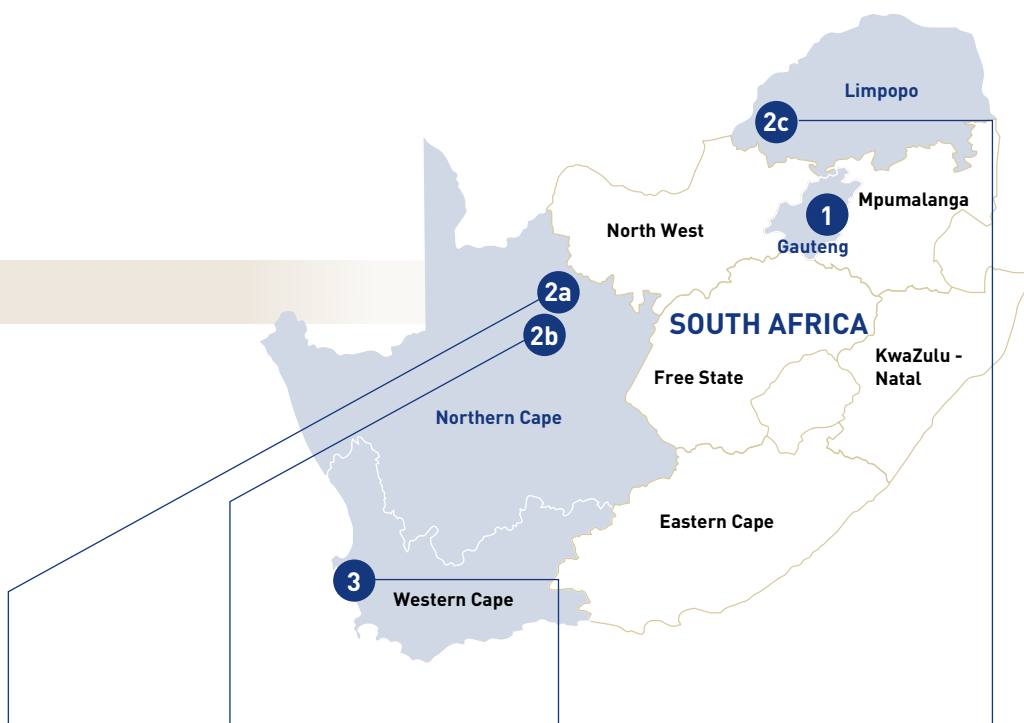 Limpopo
2c
Mpumalanga
1
North West
Gauteng
2a
SOUTH AFRICA
2b
KwaZulu -
Natal
Free State
Northern Cape
Eastern Cape
3
Western Cape